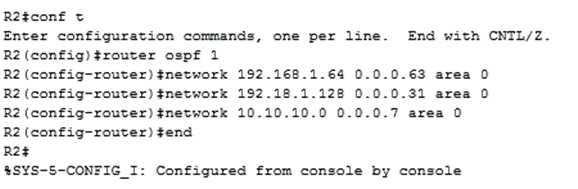 R2#conf t
Enter configuration commands, one per line. End with CNTL/Z.
R2(config)#router ospf 1
R2(config-router)#network 192.168.1.64 0.0.0.63 area 0
R2(config-router)#network 192.18.1.128 0.0.0.31 area 0
R2(config-router)#network 10.10.10.0 0.0.0.7 area 0
R2(config-router)#end
R2#
%SYS-5-CONFIG_I: Configured from console by console